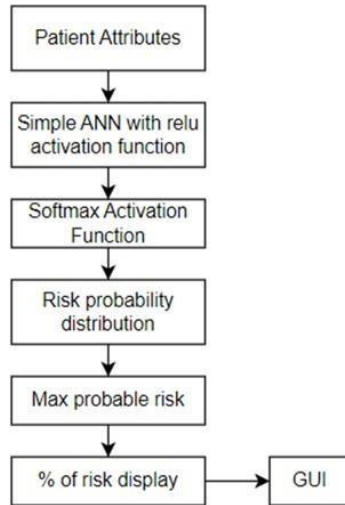 Patient Attributes
Simple ANN with relu
activation function
Softmax Activation
Function
Risk probability
distribution
Max probable risk
% of risk display
GUI